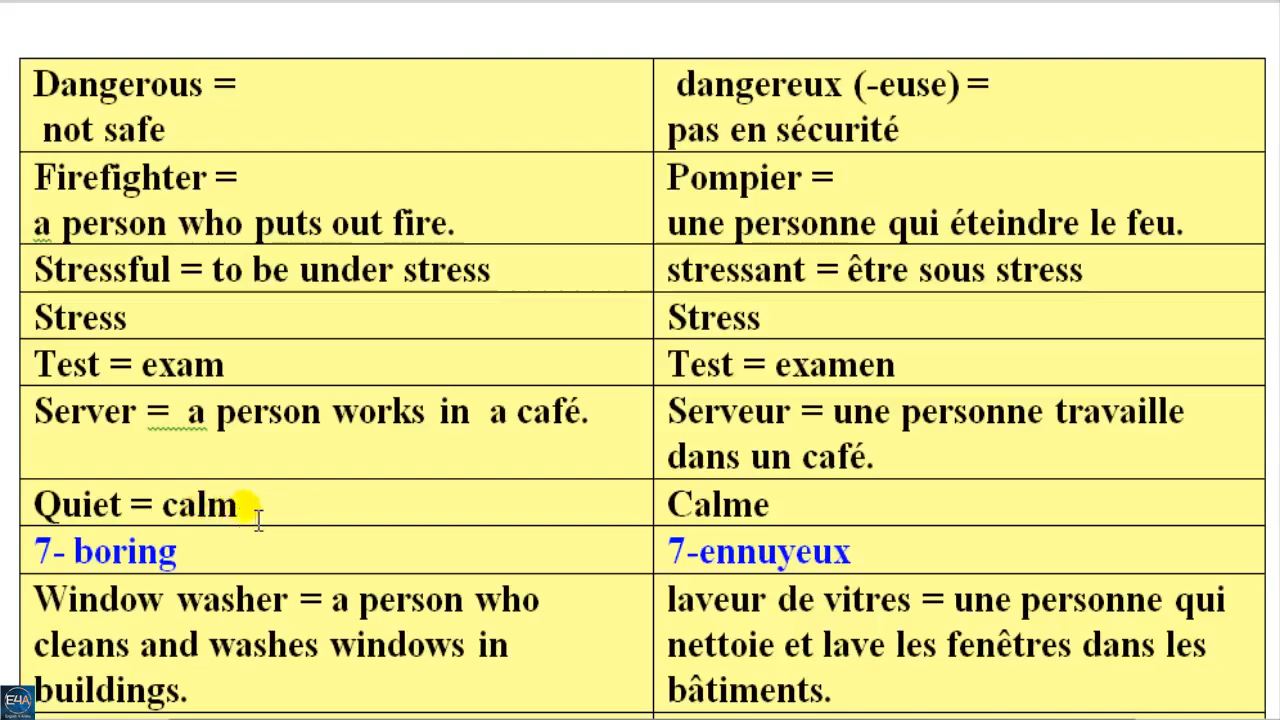 Dangerous =
not safe
dangereux (-euse) =
pas en sécurité
Firefighter =
a person who puts out fire.
Pompier =
une personne qui éteindre le feu.
Stressful = to be under stress
stressant = être sous stress
Stress
Stress
Test = exam
Test = examen
Server = a person works in a café.
Serveur = une personne travaille
dans un café.
Quiet = calm
Calme
7- boring
7-ennuyeux
Window washer = a person who
cleans and washes windows in
buildings.
laveur de vitres = une personne qui
nettoie et lave les fenêtres dans les
bâtiments.
E4A